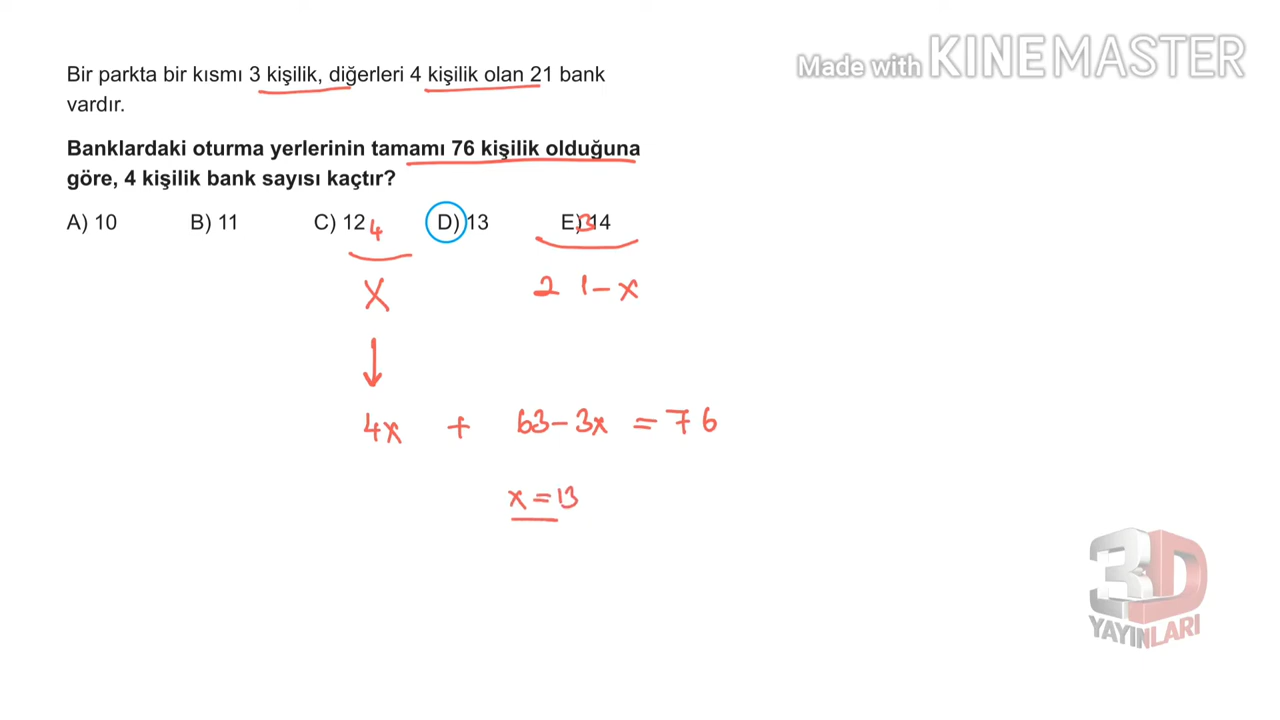 Made with KINEMASTER
Bir parkta bir kısmı 3 kişilik, diğerleri 4 kişilik olan 21 bank
vardır.
Banklardaki oturma yerlerinin tamamı 76 kişilik olduğuna
göre, 4 kişilik bank sayısı kaçtır?
A) 10 B) 11 C) 12 D) 13 E) 14
4 3
x 21-x
4x + 63-3x = 76
x = 13
3D
YAYINLARI